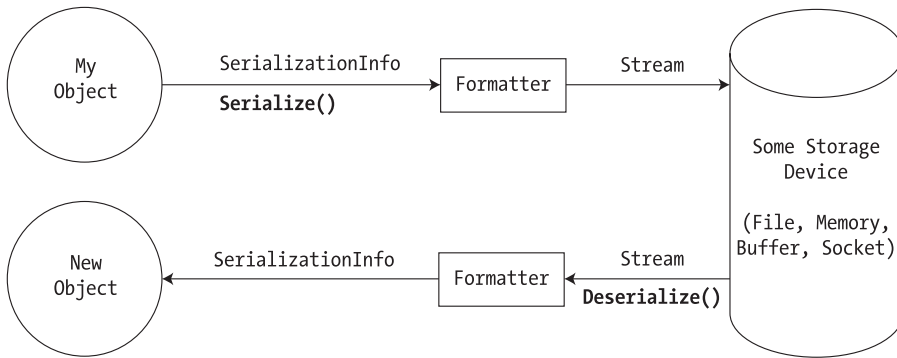 My
Object
SerializationInfo
Serialize()
Formatter
Stream
Some Storage
Device
(File, Memory,
Buffer, Socket)
New
Object
SerializationInfo
Formatter
Stream
Deserialize()